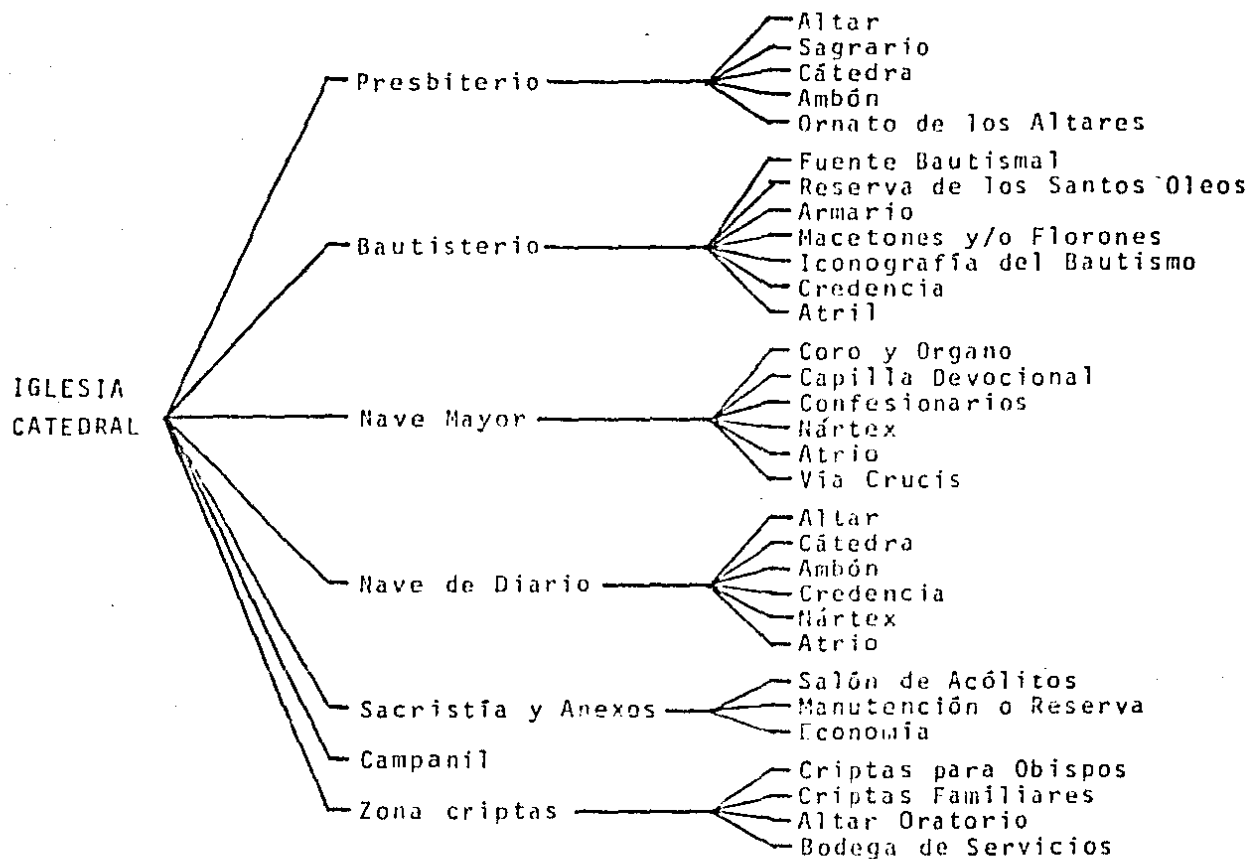 IGLESIA
CATEDRAL
Presbiterio
Altar
Sagrario
Cátedra
Ambón
Ornato de los Altares
Bautisterio
Fuente Bautismal
Reserva de los Santos Oleos
Armario
Macetones y/o Florones
Iconografía del Bautismo
Credencia
Atril
Nave Mayor
Coro y Organo
Capilla Devocional
Confesionarios
Nártex
Atrio
Via Crucis
Nave de Diario
Altar
Cátedra
Ambón
Credencia
Nártex
Atrio
Sacristía y Anexos
Salón de Acólitos
Manutención o Reserva
Economia
Campanil
Zona criptas
Criptas para Obispos
Criptas Familiares
Altar Oratorio
Bodega de Servicios